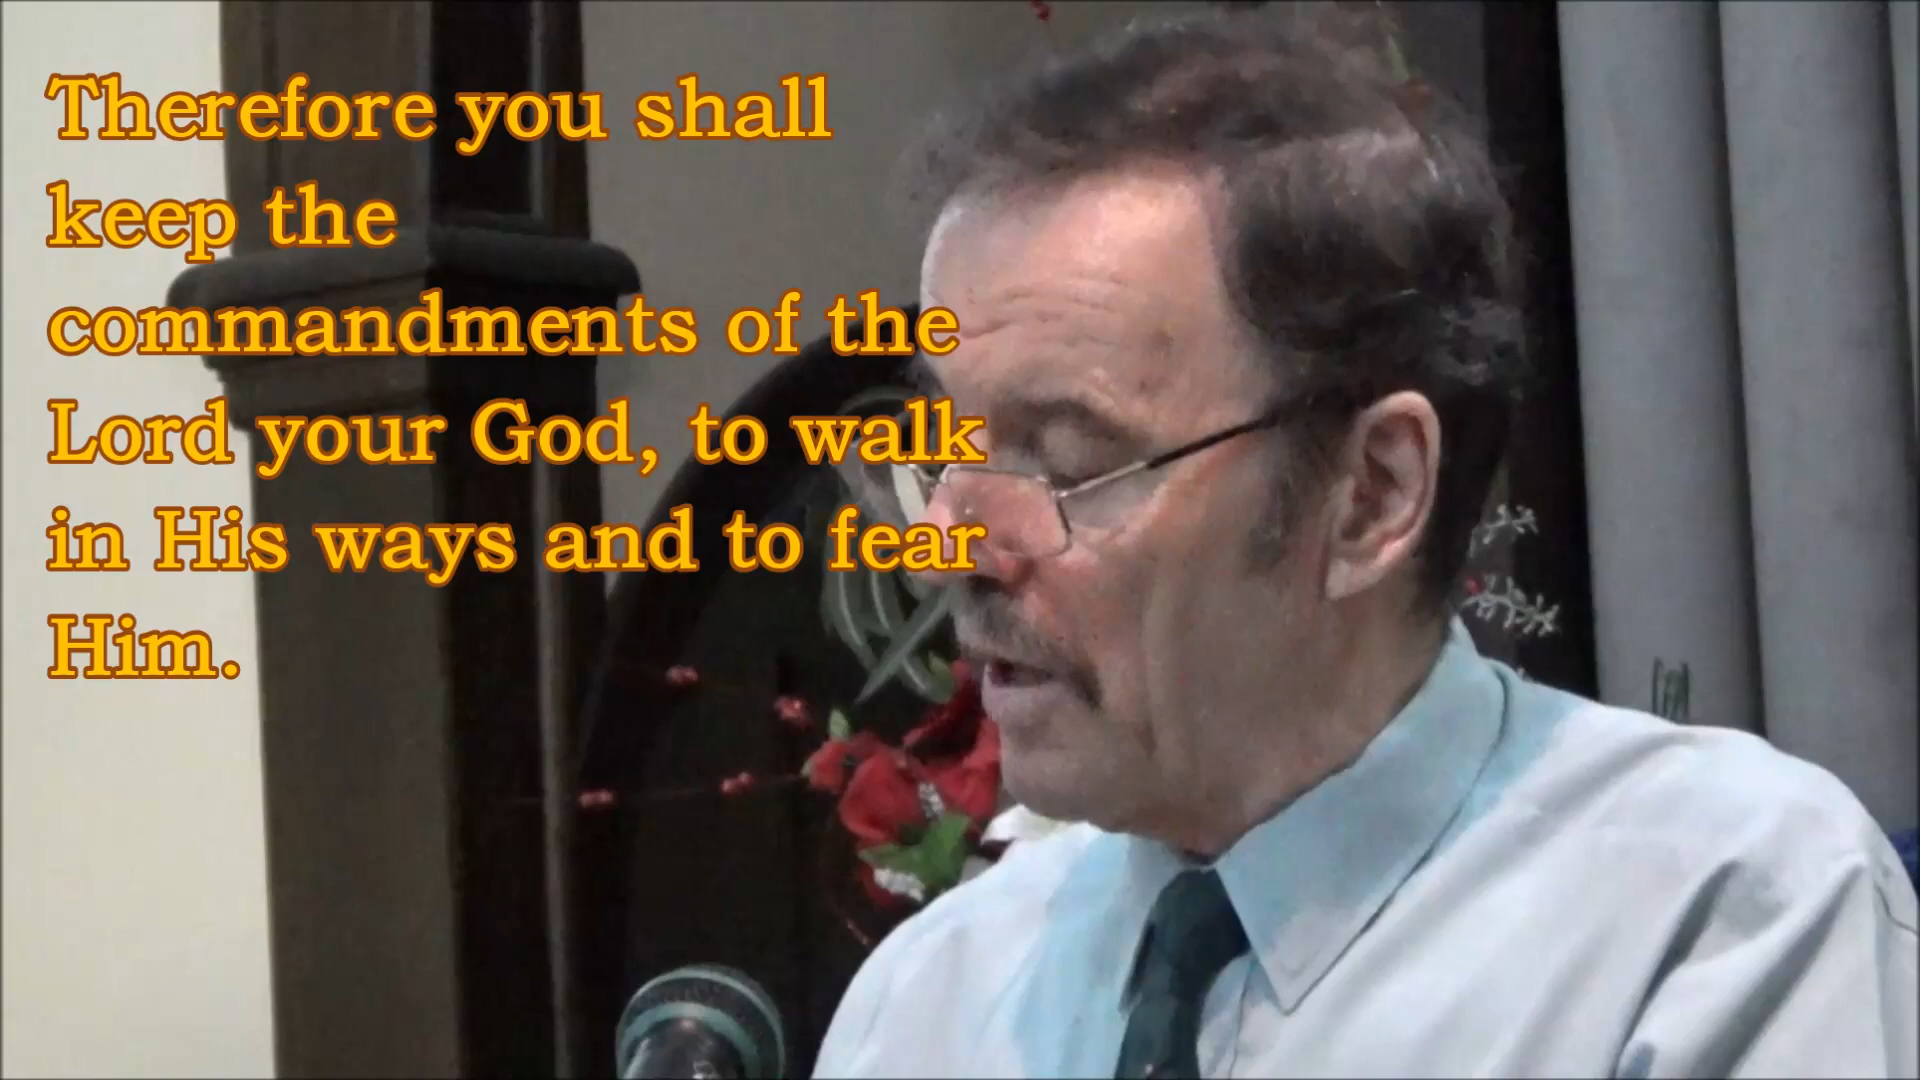 Therefore you shall
keep the
commandments of the
Lord your God, to walk
in His ways and to fear
Him.